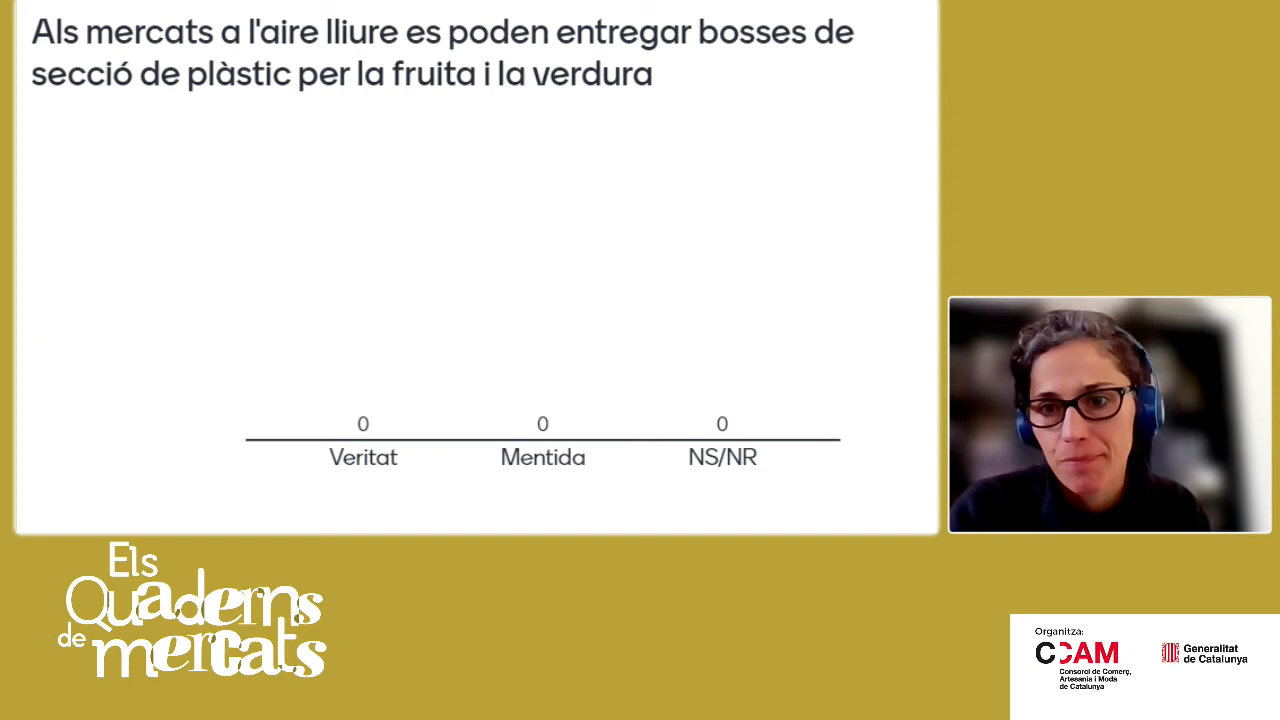 Als mercats a l'aire lliure es poden entregar bosses de
secció de plàstic per la fruita i la verdura
0 0 0
Veritat Mentida NS/NR
Els
Quaderns
de mercats
Organitza:
CCAM
Consorci de Comerç,
Artesania i Moda
de Catalunya
Generalitat
de Catalunya